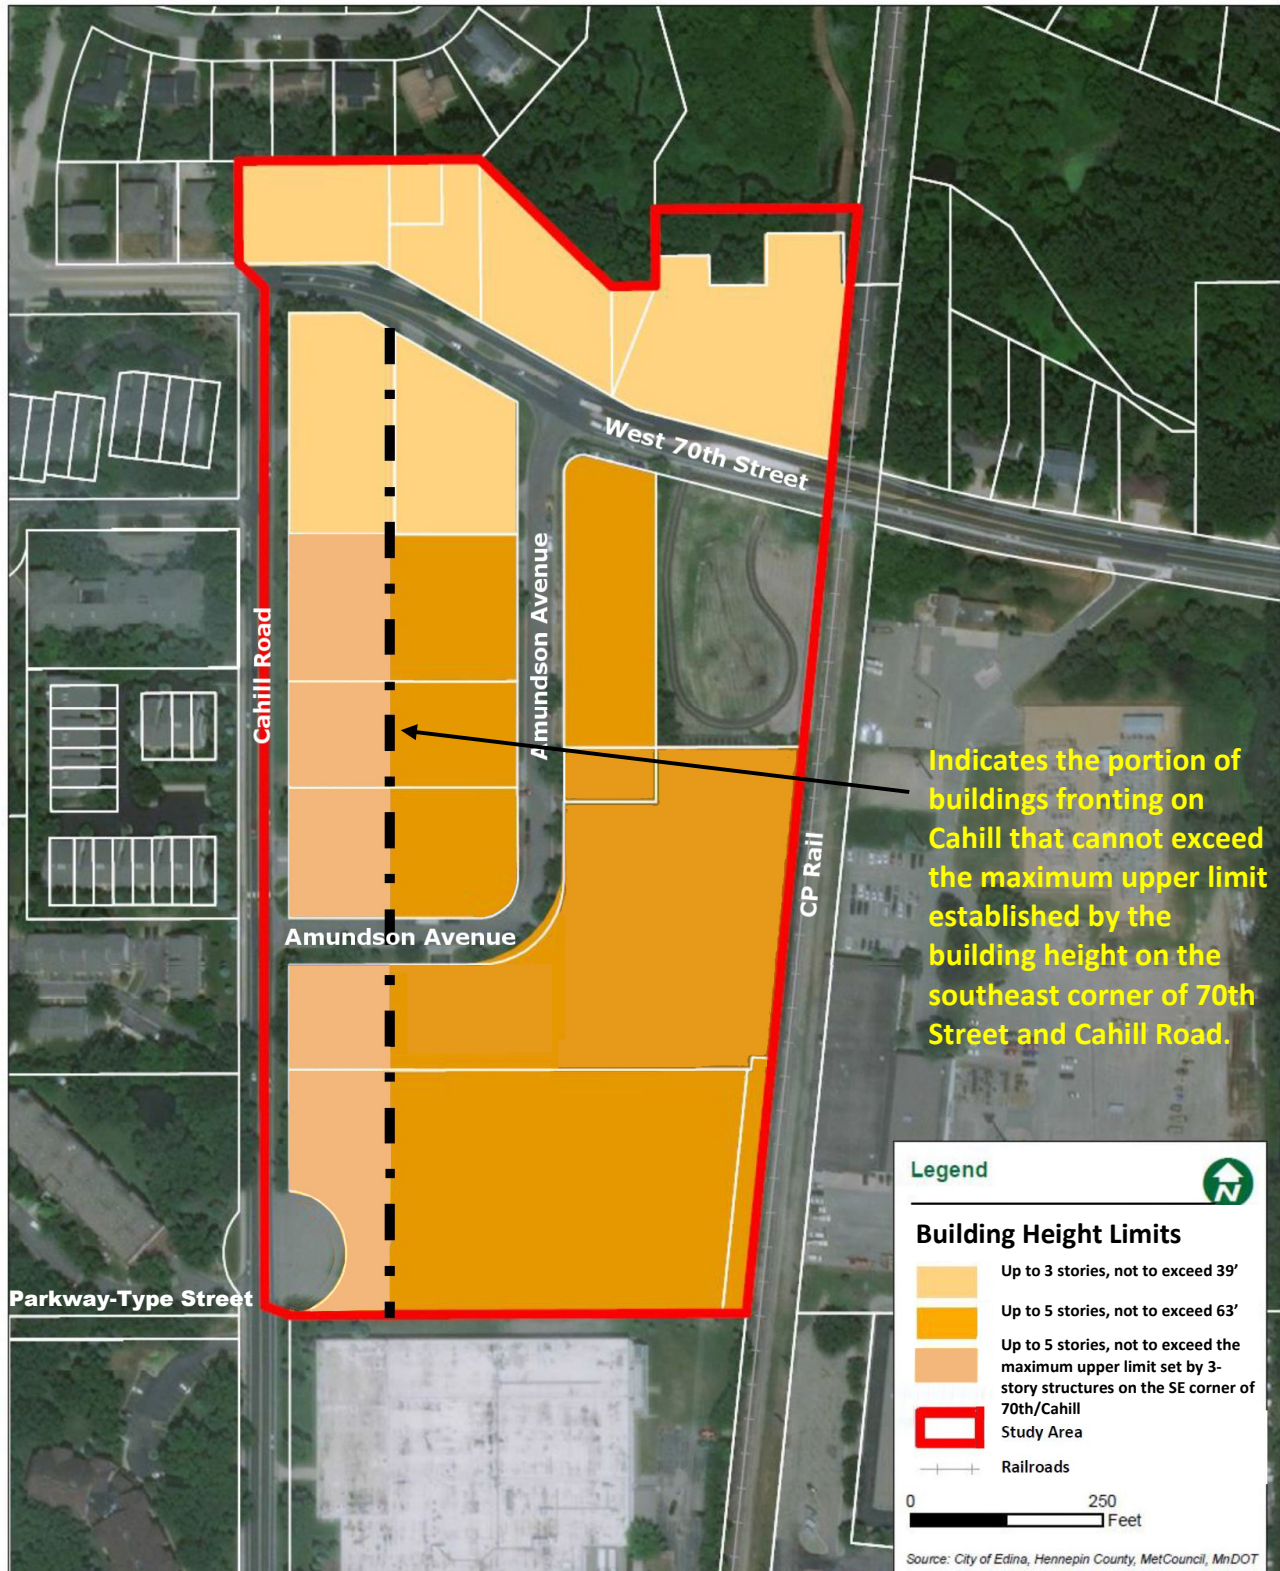 West 70th Street
Amundson Avenue
Cahill Road
Indicates the portion of
buildings fronting on
Cahill that cannot exceed
the maximum upper limit
established by the
building height on the
southeast corner of 70th
Street and Cahill Road.
CP Rail
Amundson Avenue
Parkway-Type Street
Legend
N
Building Height Limits
Up to 3 stories, not to exceed 39’
Up to 5 stories, not to exceed 63’
Up to 5 stories, not to exceed the
maximum upper limit set by 3-
story structures on the SE corner of
70th/Cahill
Study Area
Railroads
0 250
Feet
Source: City of Edina, Hennepin County, MetCouncil, MnDOT